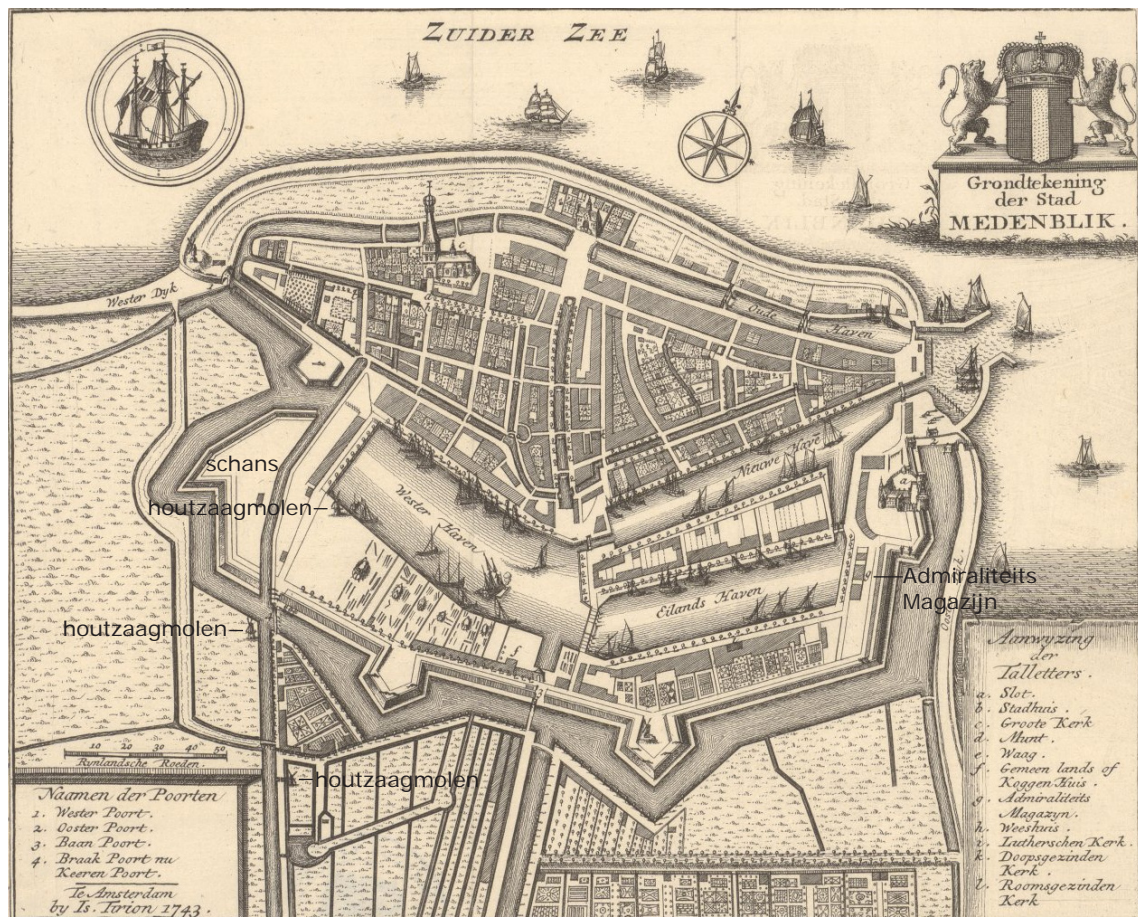 ZUIDER ZEE
Grondtekening
der Stad
MEDENBLIK.
Wester Dyk
Oude Haven
schans
houtzaagmolen
Wester Haven
Nieuwe Have
a
Admiraliteits
Magazijn
Eilands Haven
houtzaagmolen
f
houtzaagmolen
10 20 30 40 50
Rynlandsche Roeden.
Naamen der Poorten
1. Wester Poort.
2. Ooster Poort.
3. Baan Poort.
4. Braak Poort nu
Keeren Poort.
Te Amsterdam
by Is. Tirion 1743.
Aanwyzing
der
Talletters.
a. Slot.
b. Stadhuis.
c. Groote Kerk
d. Munt.
e. Waag.
f. Gemeen lands of
Koggen Huis.
g. Admiraliteits
Magazyn.
h. Weeshuis.
i. Lutherschen Kerk.
k. Doopsgezinden
Kerk.
l. Roomsgezinden
Kerk